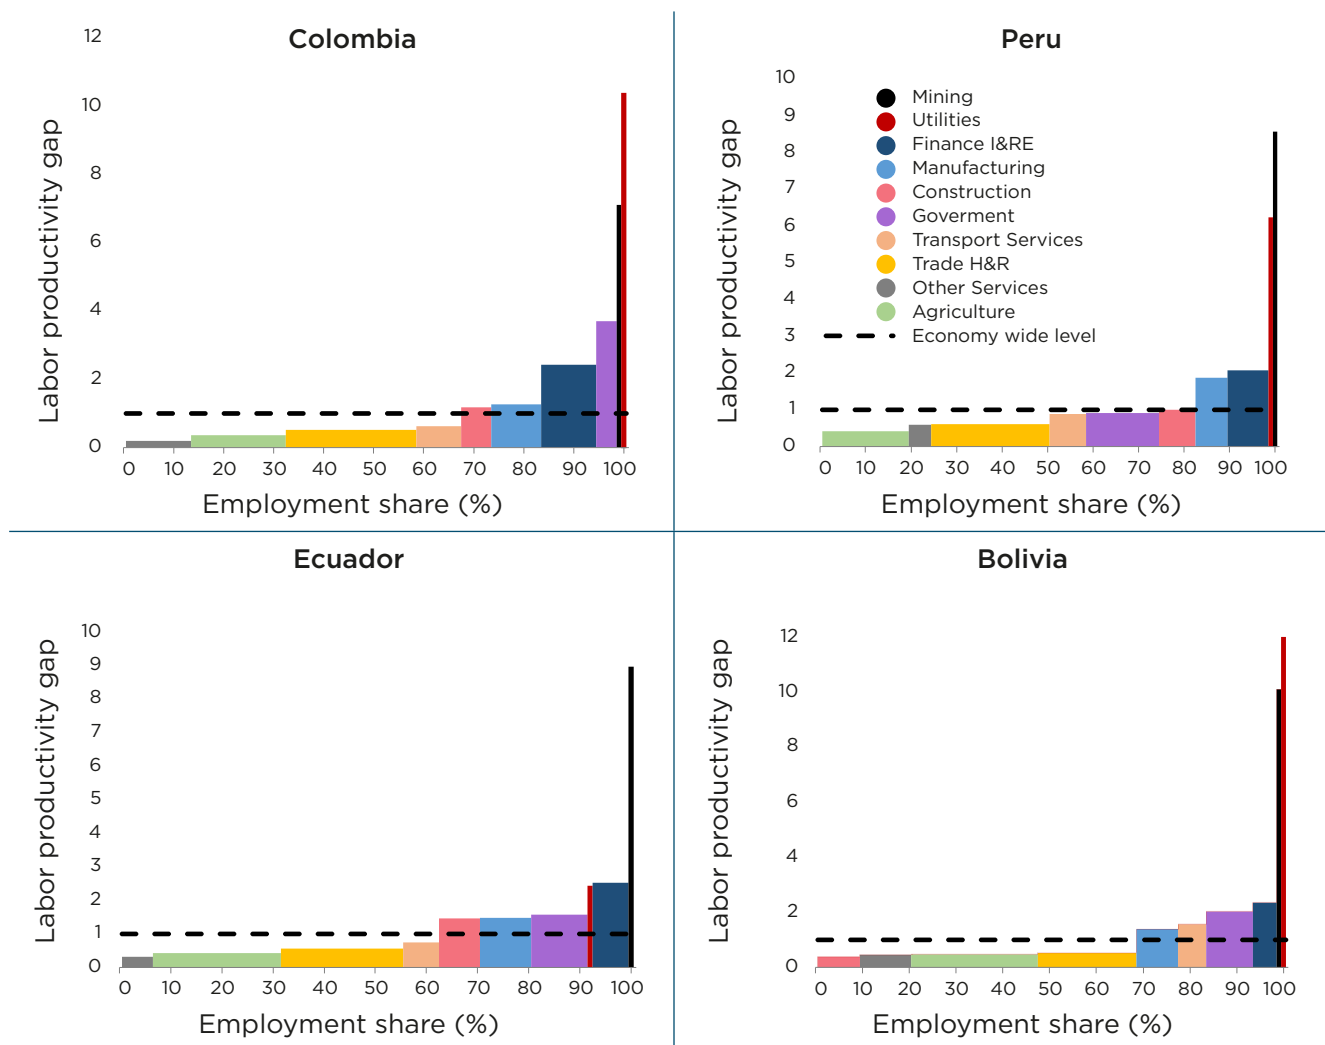 Colombia
Labor productivity gap
12
10
8
6
4
2
0
0 10 20 30 40 50 60 70 80 90 100
Employment share (%)
Peru
Labor productivity gap
10
9
8
7
6
5
4
3
2
1
0
Mining
Utilities
Finance I&RE
Manufacturing
Construction
Goverment
Transport Services
Trade H&R
Other Services
Agriculture
Economy wide level
0 10 20 30 40 50 60 70 80 90 100
Employment share (%)
Ecuador
Labor productivity gap
10
9
8
7
6
5
4
3
2
1
0
0 10 20 30 40 50 60 70 80 90 100
Employment share (%)
Bolivia
Labor productivity gap
12
10
8
6
4
2
0
0 10 20 30 40 50 60 70 80 90 100
Employment share (%)